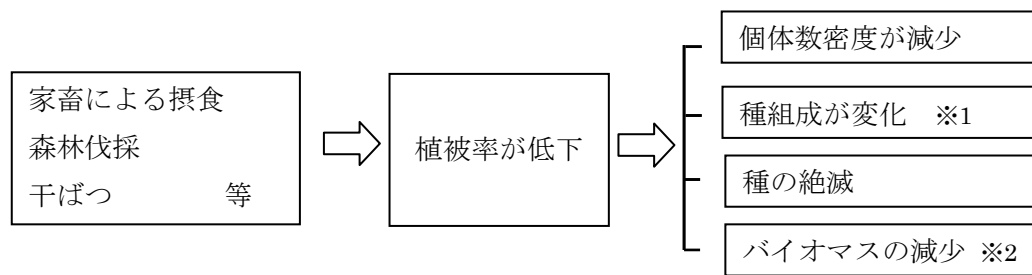 家畜による摂食
森林伐採
干ばつ　　　　等
植被率が低下
個体数密度が減少
種組成が変化　※1
種の絶滅
バイオマスの減少 ※2